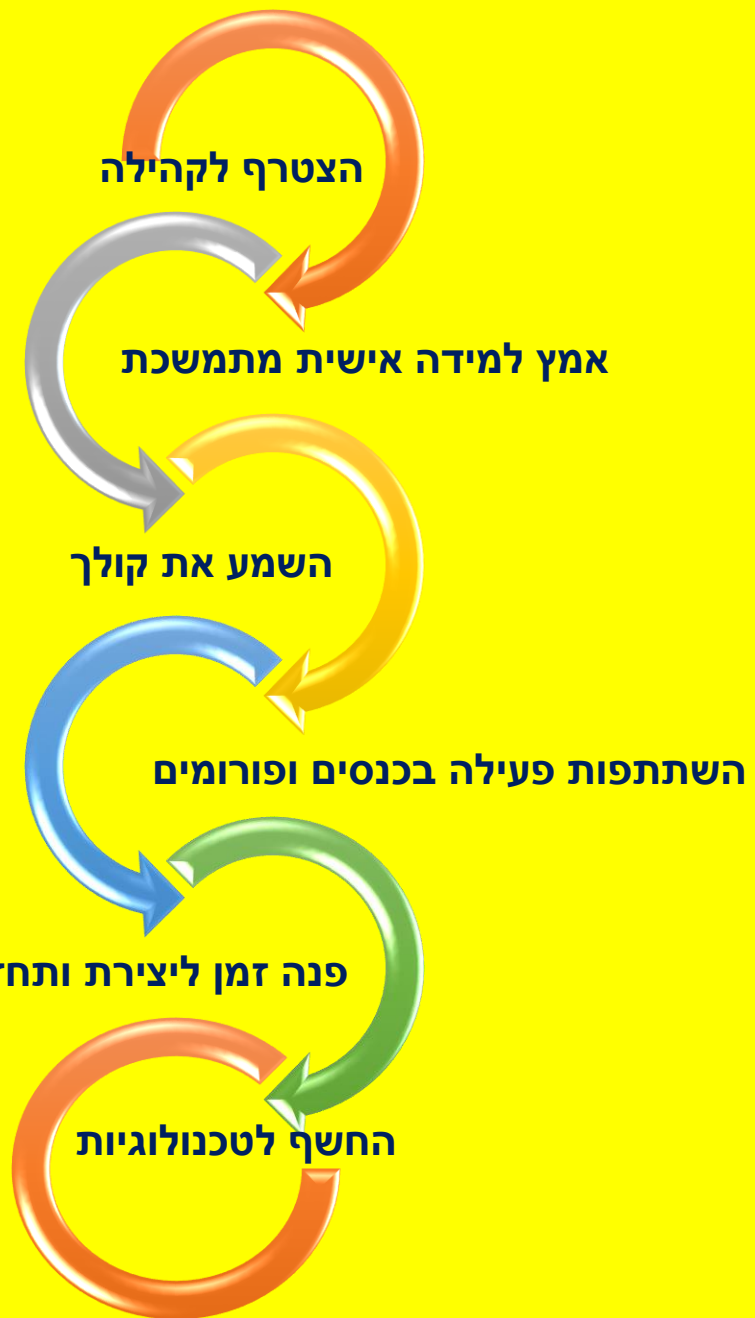 הצטרף לקהילה
אמץ למידה אישית מתמשכת
השמע את קולך
השתתפות פעילה בכנסים ופורומים
פנה זמן ליצירת
החשף לטכנולוגיות